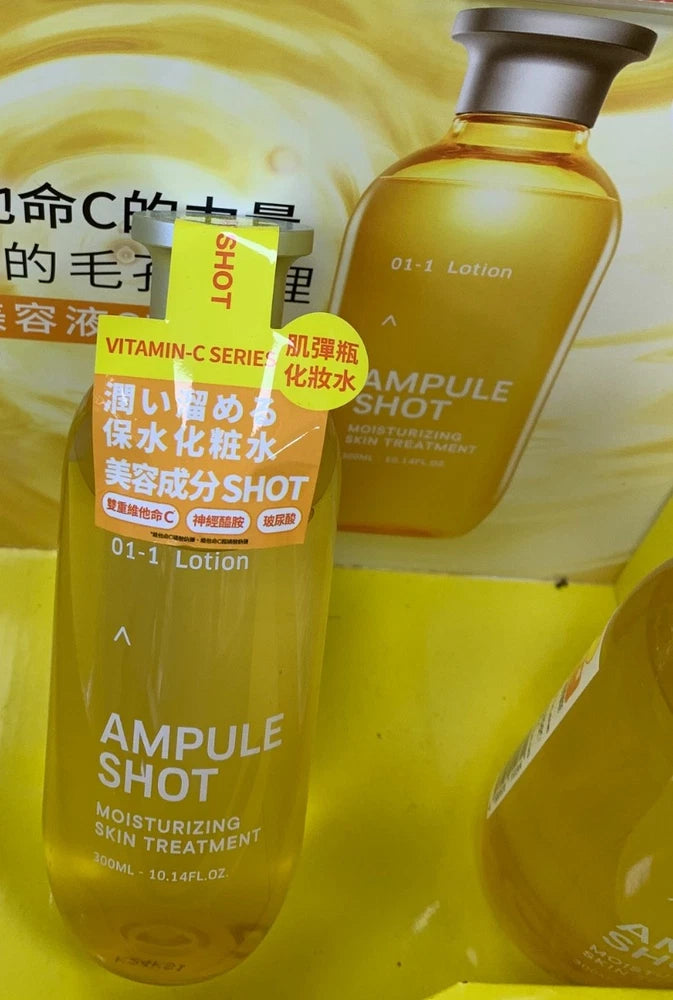 命C的力量
的毛孔 理
容液
01-1 Lotion
^
AMPULE
SHOT
MOISTURIZING
SKIN TREATMENT
300ML 10.14FL.OZ.
SHOT
VITAMIN-C SERIES
肌彈瓶
化妝水
潤い溜める
保水化粧水
美容成分SHOT
雙重維他命C
神經醯胺
玻尿酸
01-1 Lotion
^
AMPULE
SHOT
MOISTURIZING
SKIN TREATMENT
300ML - 10.14FL.OZ.